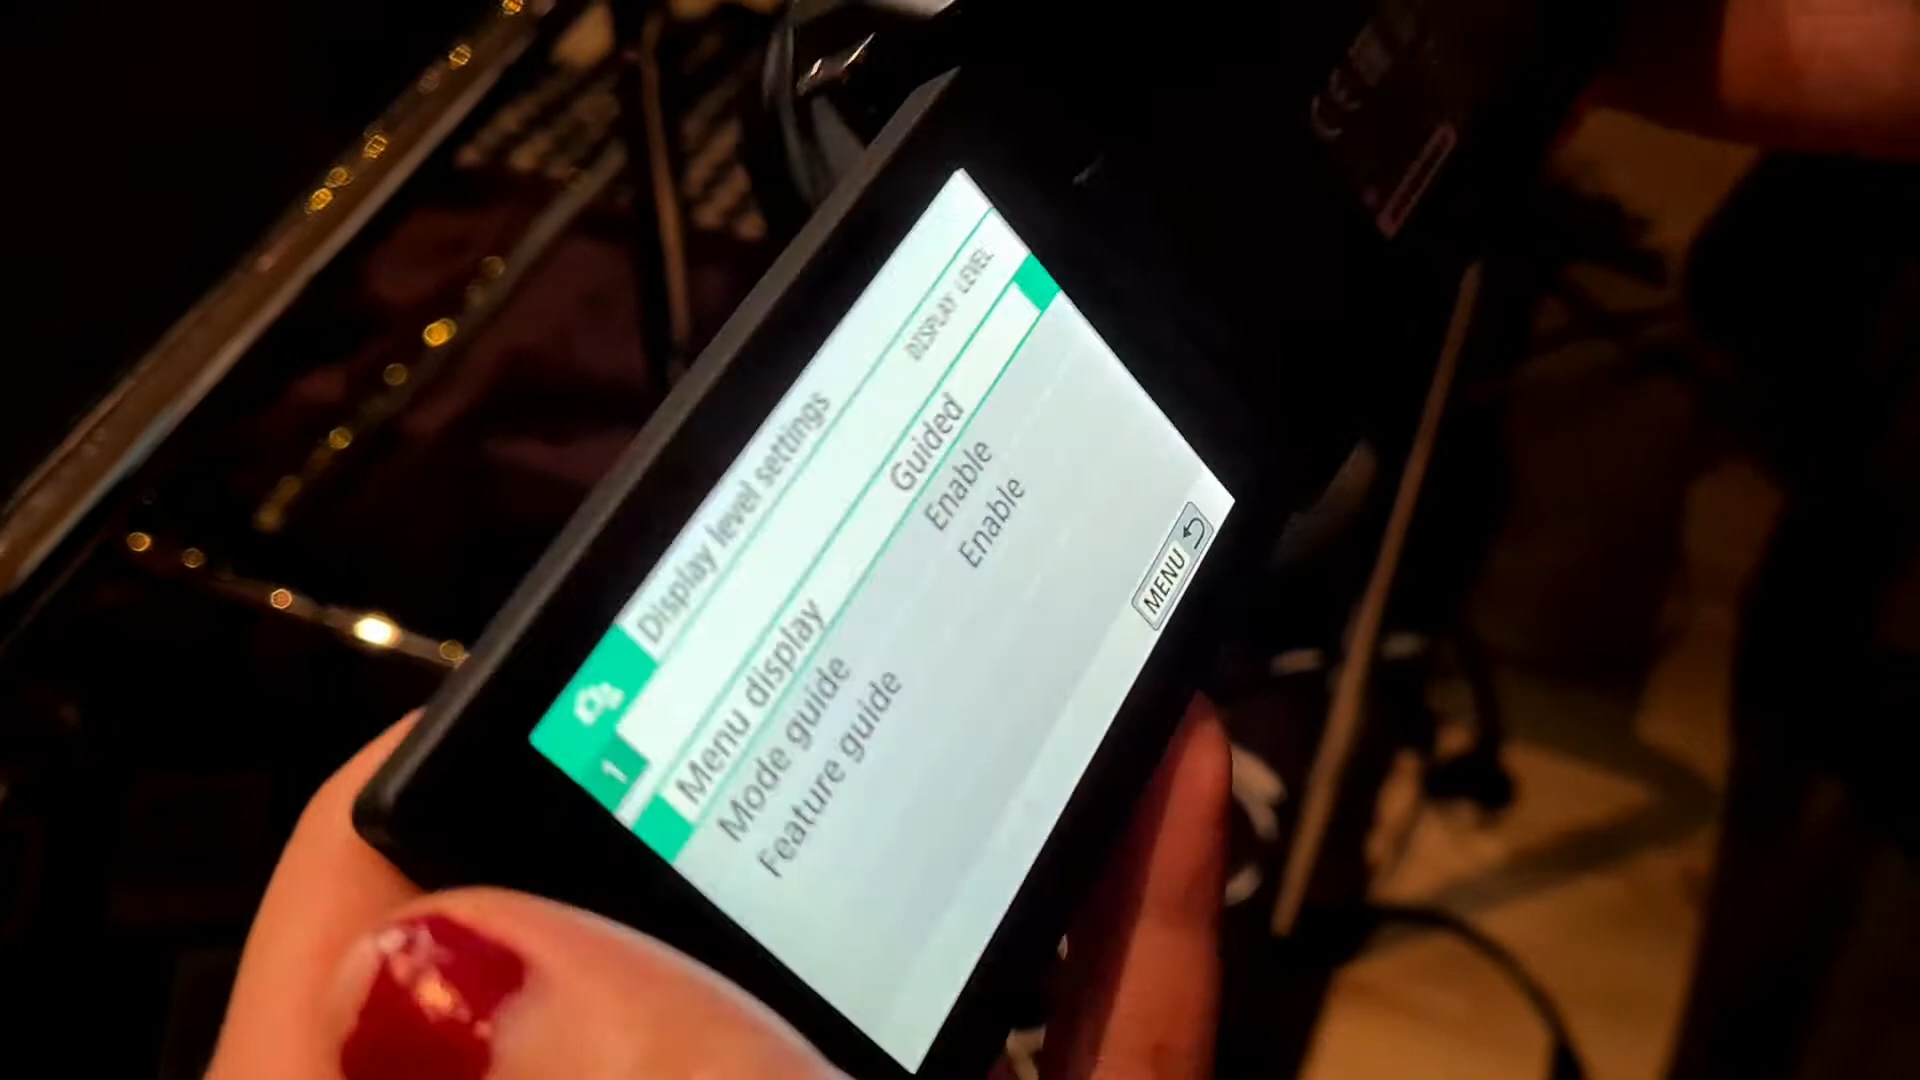 Display level settings
1 DISPLAY LEVEL
Menu display Guided
Mode guide Enable
Feature guide Enable
MENU